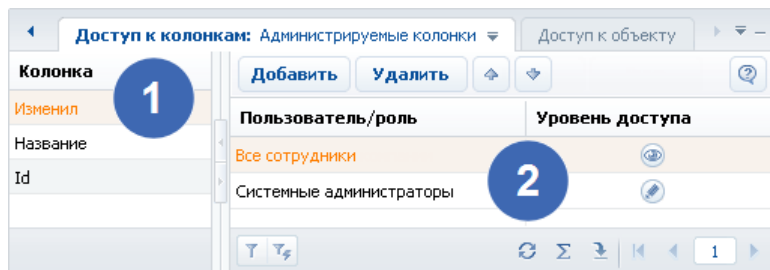 Доступ к колонкам: Администрируемые колонки
Доступ к объекту
Колонка
Изменил
Название
Id
1
Добавить
Удалить
Пользователь/роль
Уровень доступа
Все сотрудники
Системные администраторы
2
Σ
1